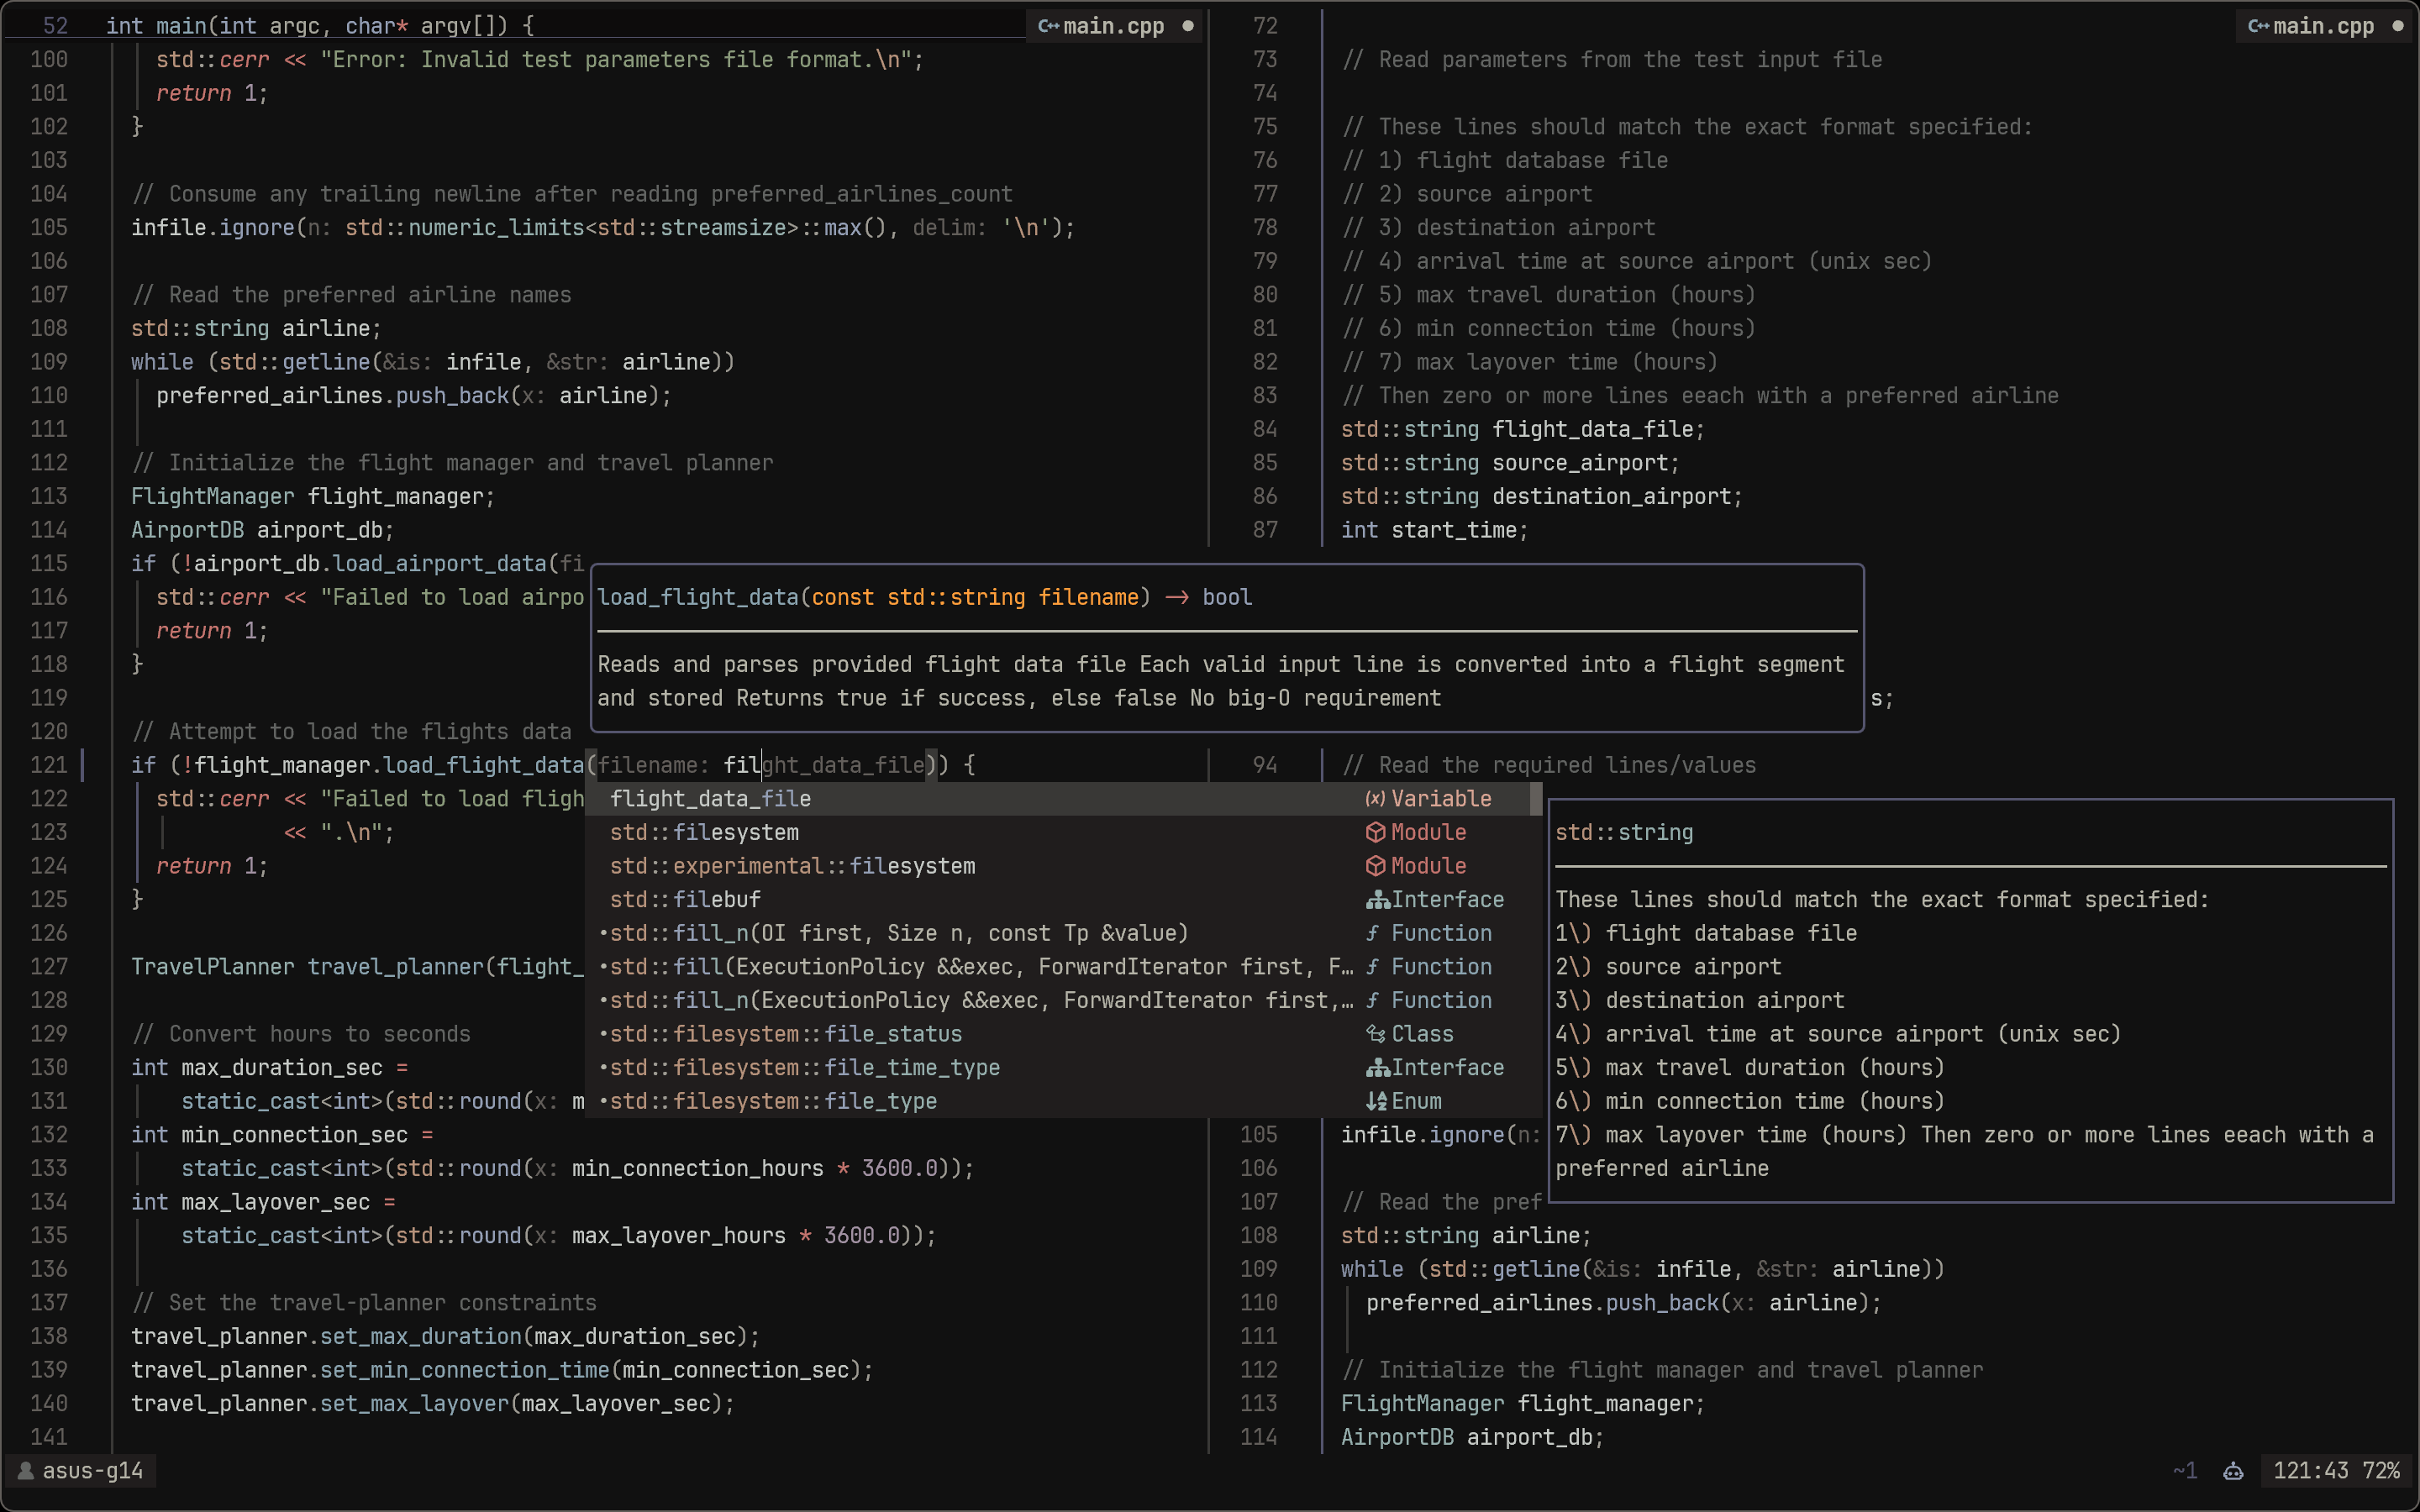 52 int main(int argc, char* argv[]) { C++ main.cpp ●
100 std::cerr << "Error: Invalid test parameters file format.\n";
101 return 1;
102 }
103
104 // Consume any trailing newline after reading preferred_airlines_count
105 infile.ignore(n: std::numeric_limits<std::streamsize>::max(), delim: '\n');
106
107 // Read the preferred airline names
108 std::string airline;
109 while (std::getline(&is: infile, &str: airline))
110 preferred_airlines.push_back(x: airline);
111
112 // Initialize the flight manager and travel planner
113 FlightManager flight_manager;
114 AirportDB airport_db;
115 if (!airport_db.load_airport_data(fi
116 std::cerr << "Failed to load airpo
117 return 1;
118 }
119
120 // Attempt to load the flights data
121 if (!flight_manager.load_flight_data(filename: filght_data_file)) {
122 std::cerr << "Failed to load fligh
123 << ".\n";
124 return 1;
125 }
126
127 TravelPlanner travel_planner(flight_
128
129 // Convert hours to seconds
130 int max_duration_sec =
131 static_cast<int>(std::round(x: m
132 int min_connection_sec =
133 static_cast<int>(std::round(x: min_connection_hours * 3600.0));
134 int max_layover_sec =
135 static_cast<int>(std::round(x: max_layover_hours * 3600.0));
136
137 // Set the travel-planner constraints
138 travel_planner.set_max_duration(max_duration_sec);
139 travel_planner.set_min_connection_time(min_connection_sec);
140 travel_planner.set_max_layover(max_layover_sec);
141
load_flight_data(const std::string filename) -> bool
Reads and parses provided flight data file Each valid input line is converted into a flight segment
and stored Returns true if success, else false No big-O requirement
flight_data_file (x) Variable
std::filesystem Module
std::experimental::filesystem Module
std::filebuf Interface
•std::fill_n(OI first, Size n, const Tp &value) f Function
•std::fill(ExecutionPolicy &&exec, ForwardIterator first, F… f Function
•std::fill_n(ExecutionPolicy &&exec, ForwardIterator first,… f Function
•std::filesystem::file_status Class
•std::filesystem::file_time_type Interface
•std::filesystem::file_type Enum
72 C++ main.cpp ●
73 // Read parameters from the test input file
74
75 // These lines should match the exact format specified:
76 // 1) flight database file
77 // 2) source airport
78 // 3) destination airport
79 // 4) arrival time at source airport (unix sec)
80 // 5) max travel duration (hours)
81 // 6) min connection time (hours)
82 // 7) max layover time (hours)
83 // Then zero or more lines eeach with a preferred airline
84 std::string flight_data_file;
85 std::string source_airport;
86 std::string destination_airport;
87 int start_time;
s;
94 // Read the required lines/values
std::string
These lines should match the exact format specified:
1\) flight database file
2\) source airport
3\) destination airport
4\) arrival time at source airport (unix sec)
5\) max travel duration (hours)
6\) min connection time (hours)
7\) max layover time (hours) Then zero or more lines eeach with a
preferred airline
105 infile.ignore(n:
106
107 // Read the pref
108 std::string airline;
109 while (std::getline(&is: infile, &str: airline))
110 preferred_airlines.push_back(x: airline);
111
112 // Initialize the flight manager and travel planner
113 FlightManager flight_manager;
114 AirportDB airport_db;
asus-g14 ~1 121:43 72%